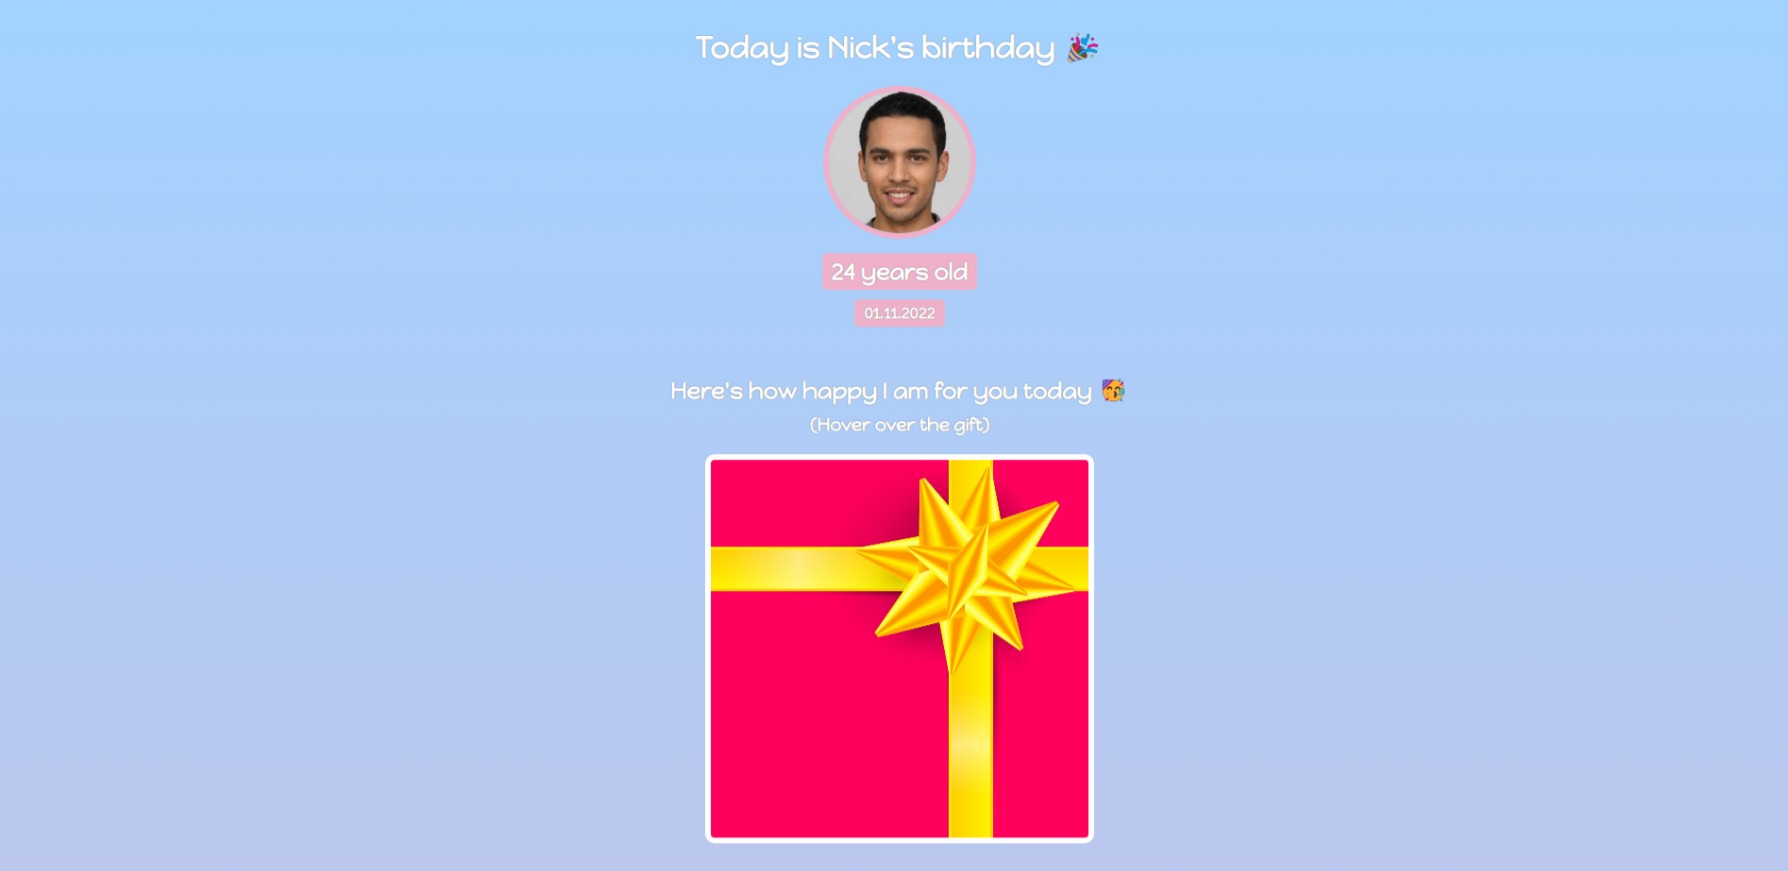 Today is Nick's birthday 🎉
24 years old
01.11.2022
Here's how happy I am for you today 🥳
(Hover over the gift)